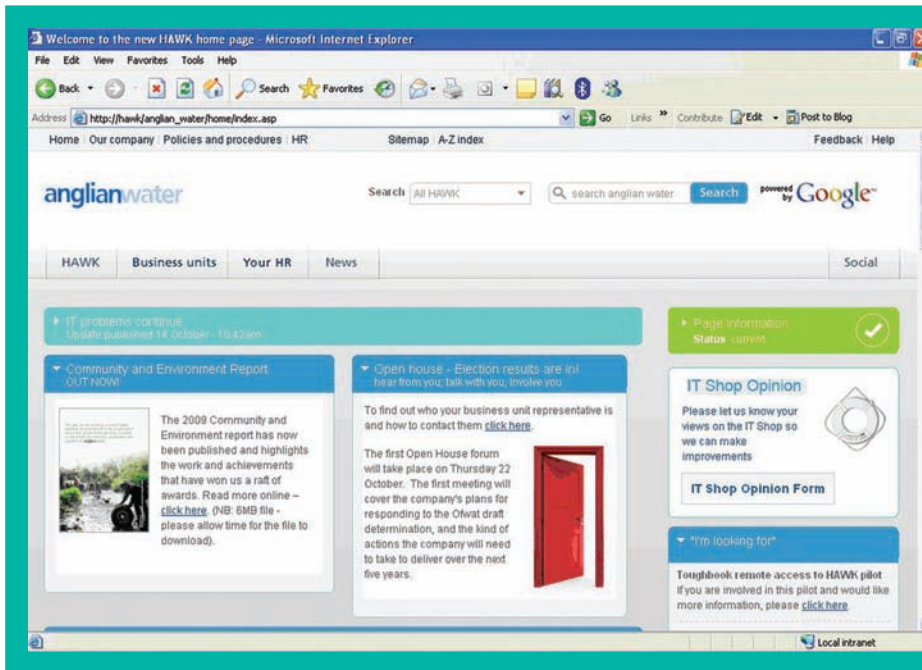 Welcome to the new HAWK home page - Microsoft Internet Explorer
File Edit View Favorites Tools Help
Back Search Favorites
Address http://hawk/anglian_water/home/index.asp Go Links » Contribute Edit Post to Blog
Home Our company Policies and procedures HR Sitemap A-Z index Feedback Help
anglianwater Search All HAWK search anglian water Search powered by Google™
HAWK Business units Your HR News Social
IT problems continue
Update published 14 October - 10.42am
Page information
Status current
Community and Environment Report
OUT NOW!
The 2009 Community and
Environment report has now
been published and highlights
the work and achievements
that have won us a raft of
awards. Read more online –
click here. (NB: 6MB file -
please allow time for the file to
download).
Open house - Election results are in!
hear from you, talk with you, involve you
To find out who your business unit representative is
and how to contact them click here.
The first Open House forum
will take place on Thursday 22
October. The first meeting will
cover the company's plans for
responding to the Ofwat draft
determination, and the kind of
actions the company will need
to take to deliver over the next
five years.
IT Shop Opinion
Please let us know your
views on the IT Shop so
we can make
improvements
IT Shop Opinion Form
"I'm looking for"
Toughbook remote access to HAWK pilot
If you are involved in this pilot and would like
more information, please click here.
Local intranet